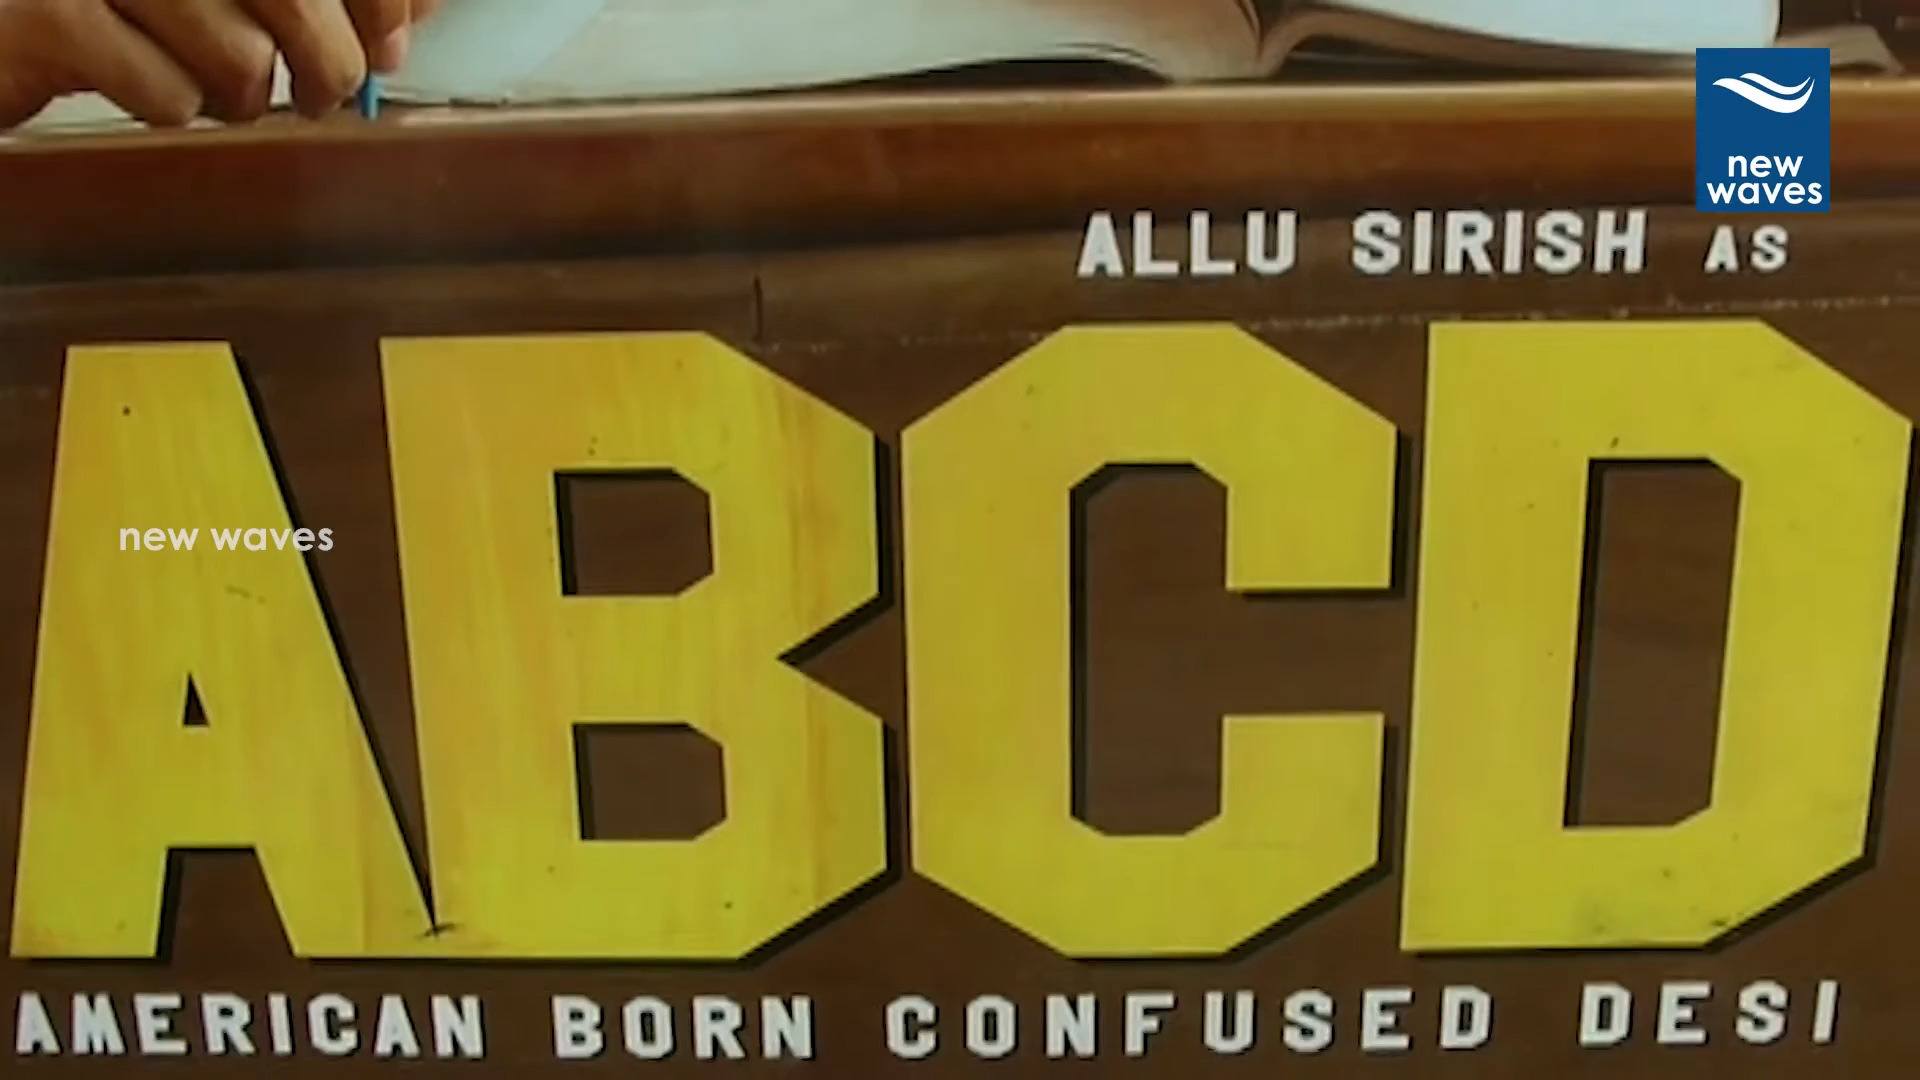 new
waves
ALLU SIRISH AS
ABCD
new waves
AMERICAN BORN CONFUSED DESI